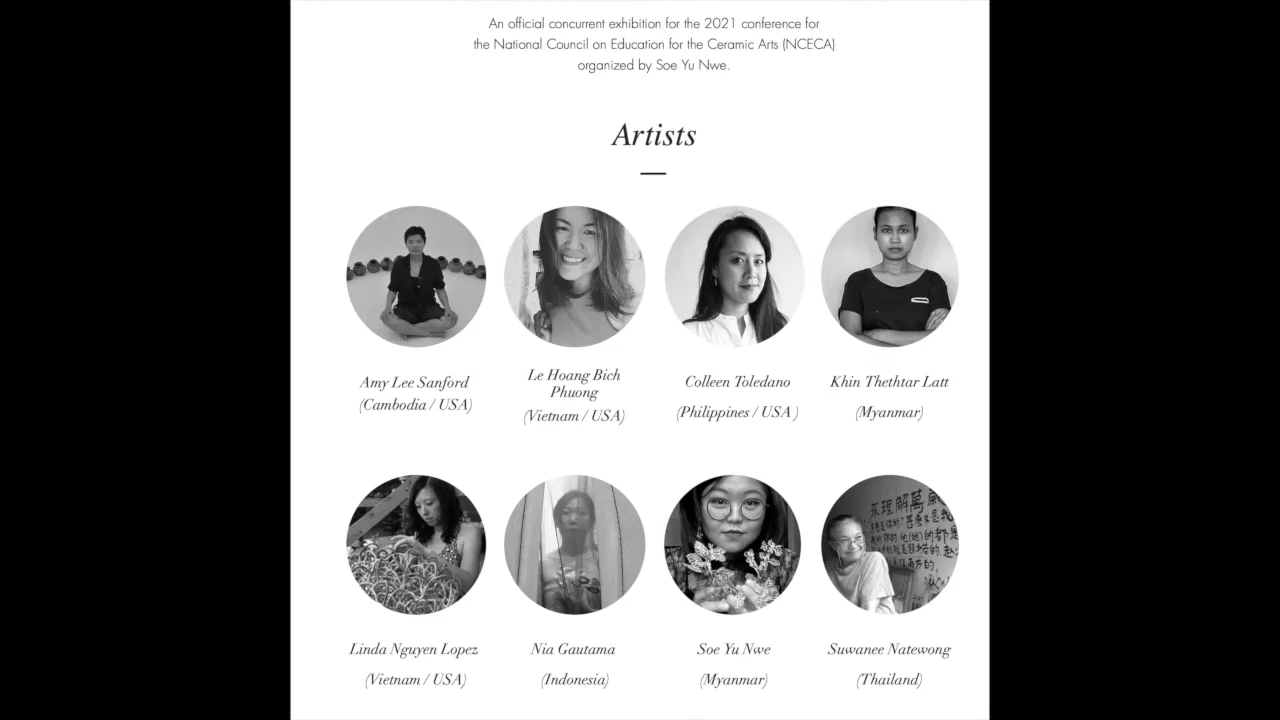 An official concurrent exhibition for the 2021 conference for
the National Council on Education for the Ceramic Arts (NCECA)
organized by Soe Yu Nwe.
Artists
Amy Lee Sanford
(Cambodia / USA)
Le Hoang Bich
Phuong
(Vietnam / USA)
Colleen Toledano
(Philippines / USA )
Khin Thethtar Latt
(Myanmar)
Linda Nguyen Lopez
(Vietnam / USA)
Nia Gautama
(Indonesia)
Soe Yu Nwe
(Myanmar)
Suwanee Natewong
(Thailand)